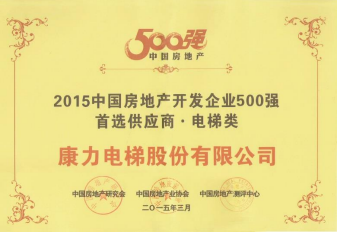 500强
中国房地产
2015中国房地产开发企业500强
首选供应商·电梯类
康力电梯股份有限公司
中国房地产研究会 中国房地产业协会 中国房地产测评中心
二〇一五年三月